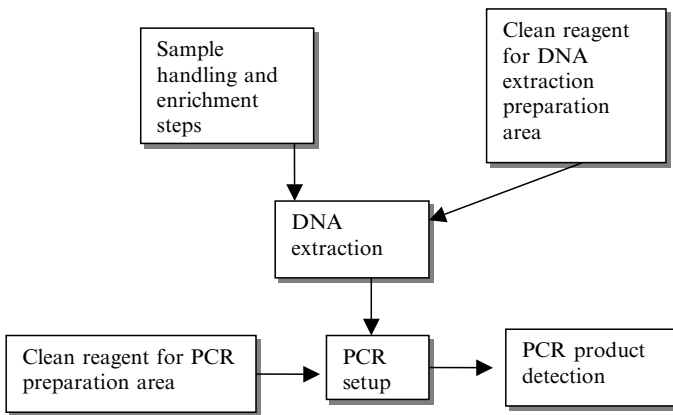 Sample
handling and
enrichment
steps
Clean reagent
for DNA
extraction
preparation
area
DNA
extraction
Clean reagent for PCR
preparation area
PCR
setup
PCR product
detection